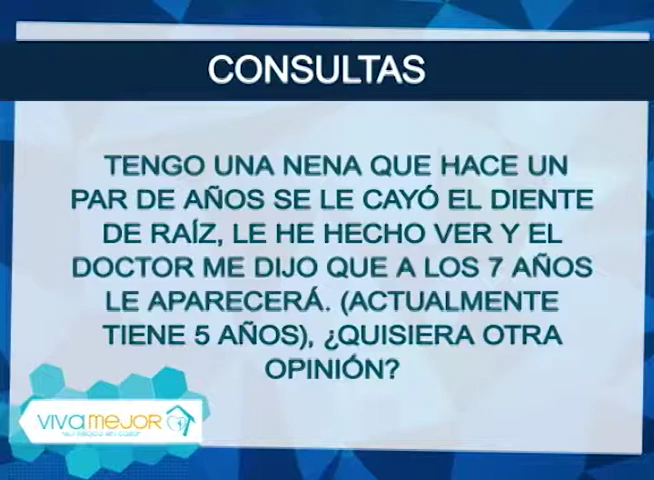 CONSULTAS
TENGO UNA NENA QUE HACE UN
PAR DE AÑOS SE LE CAYÓ EL DIENTE
DE RAÍZ, LE HE HECHO VER Y EL
DOCTOR ME DIJO QUE A LOS 7 AÑOS
LE APARECERÁ. (ACTUALMENTE
TIENE 5 AÑOS), ¿QUISIERA OTRA
OPINIÓN?
VIVA MEJOR